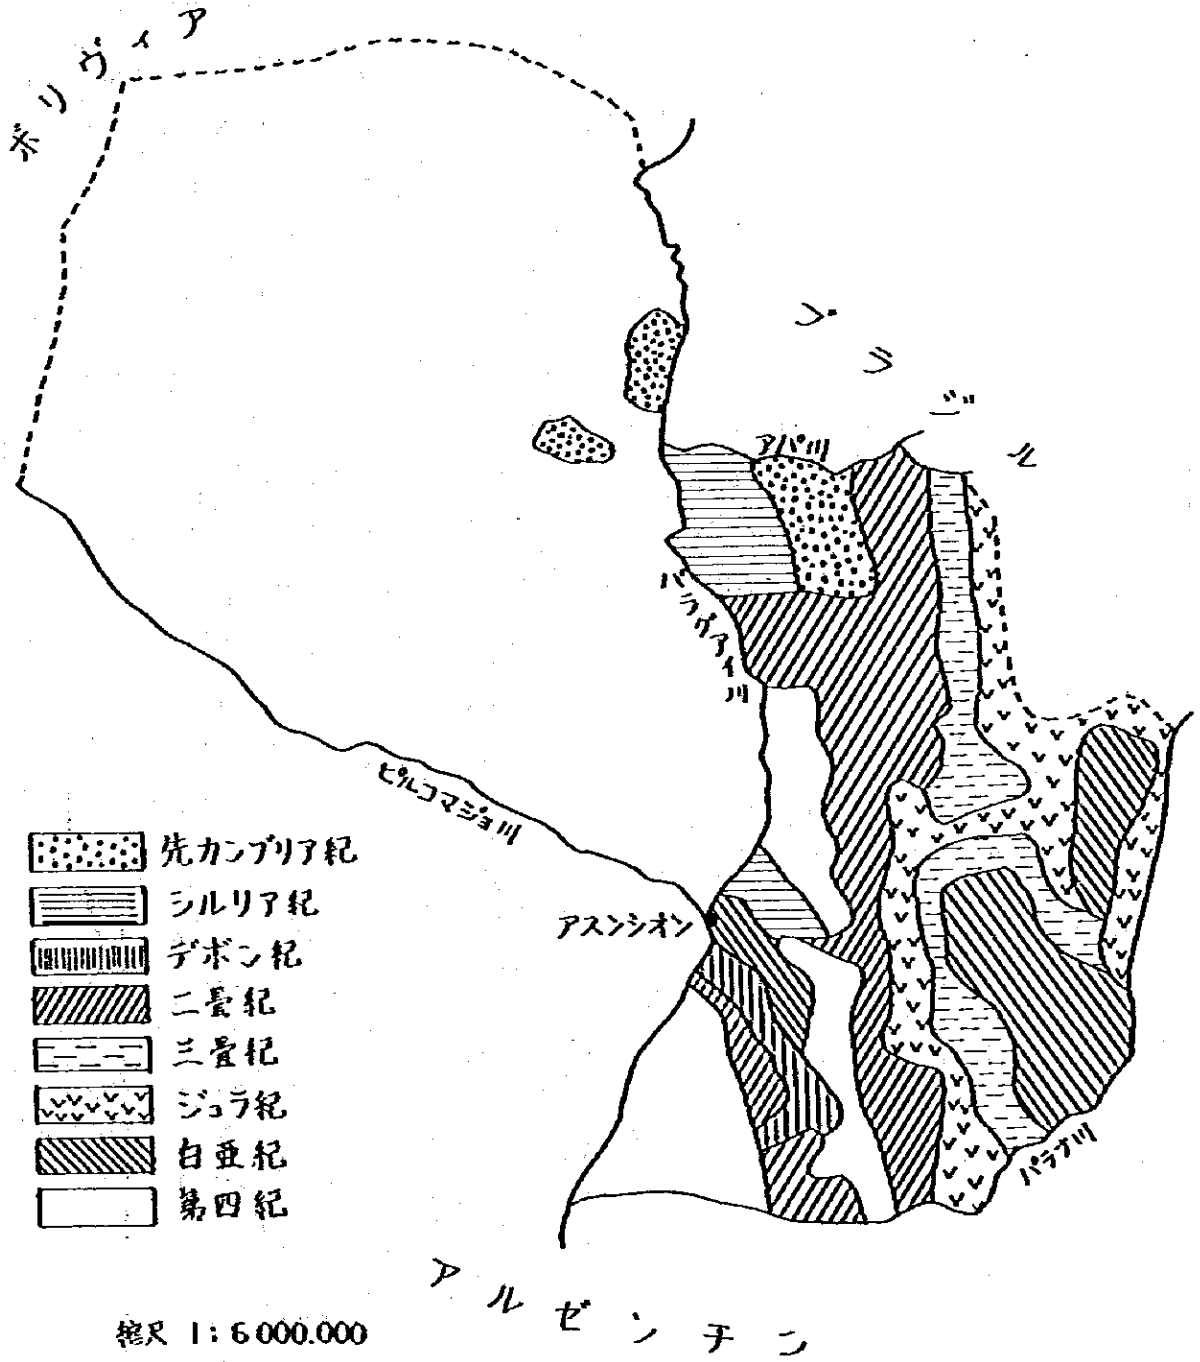 ボリヴィア
ブラジル
アパ川
パラグアイ川
ピルコマジョ川
アスンシオン
パラナ川
アルゼンチン
先カンブリア紀
シルリア紀
デボン紀
二畳紀
三畳紀
ジュラ紀
白亜紀
第四紀
縮尺 1:6000.000